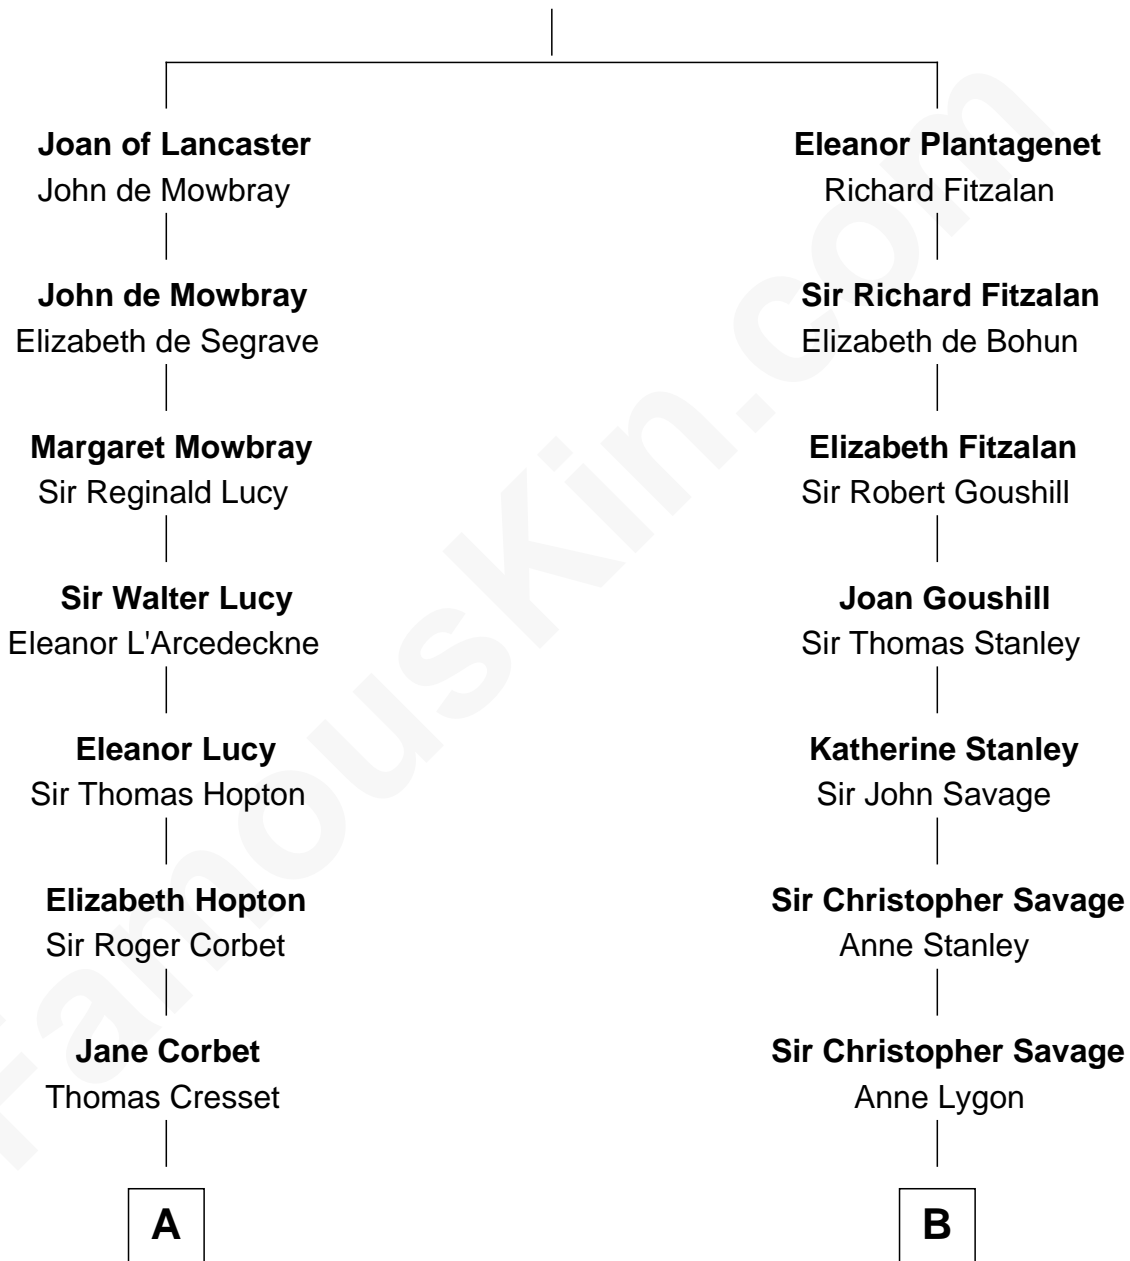 Joan of Lancaster
John de Mowbray
John de Mowbray
Elizabeth de Segrave
Margaret Mowbray
Sir Reginald Lucy
Sir Walter Lucy
Eleanor L'Arcedeckne
Eleanor Lucy
Sir Thomas Hopton
Elizabeth Hopton
Sir Roger Corbet
Jane Corbet
Thomas Cresset
A
Eleanor Plantagenet
Richard Fitzalan
Sir Richard Fitzalan
Elizabeth de Bohun
Elizabeth Fitzalan
Sir Robert Goushill
Joan Goushill
Sir Thomas Stanley
Katherine Stanley
Sir John Savage
Sir Christopher Savage
Anne Stanley
Sir Christopher Savage
Anne Lygon
B
FamousKin.com